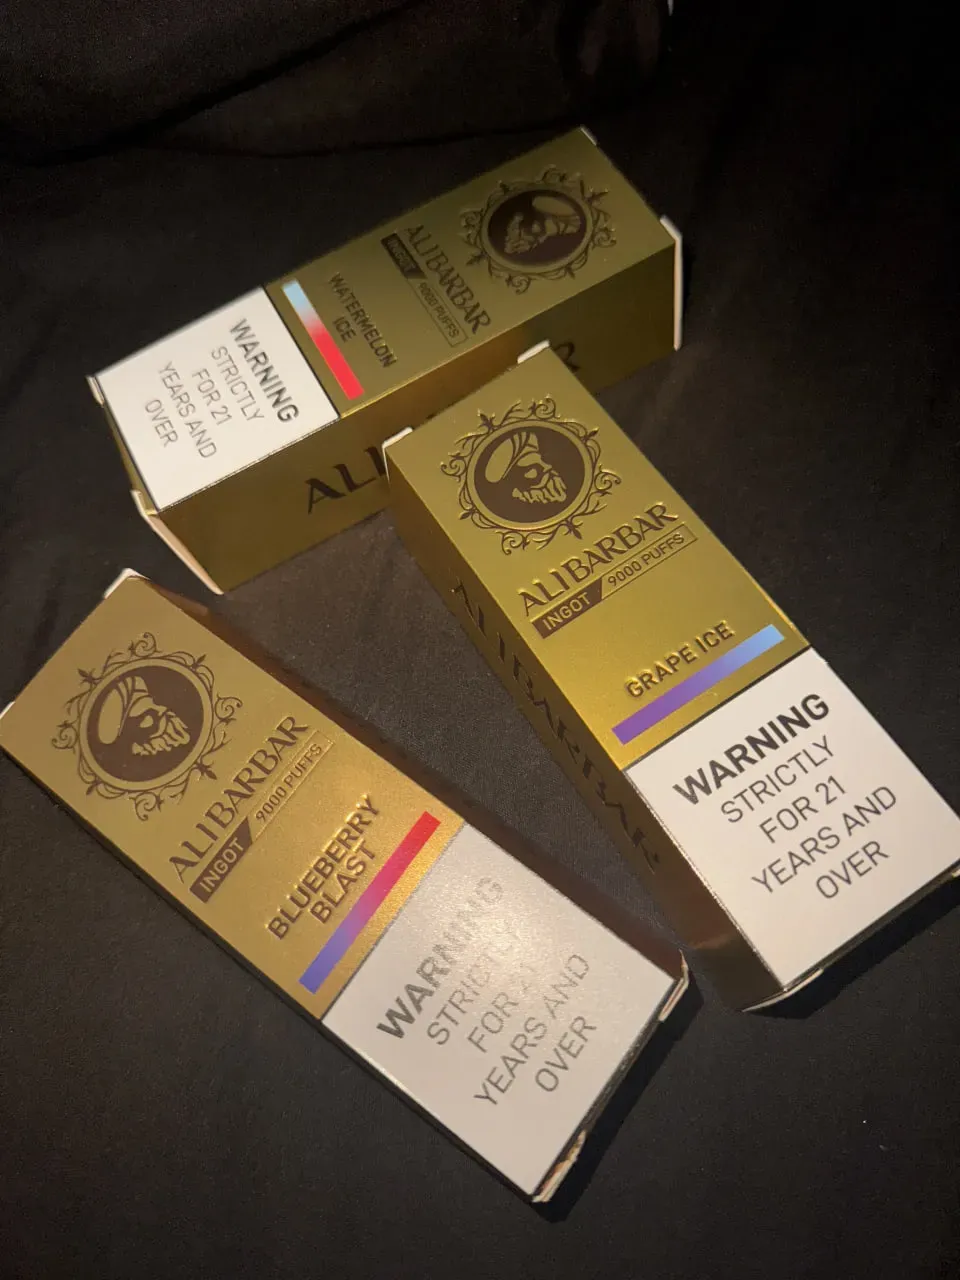 ALIBARBAR
INGOT 9000 PUFFS
WATERMELON
ICE
WARNING
STRICTLY
FOR 21
YEARS AND
OVER
ALIBARBAR
INGOT 9000 PUFFS
GRAPE ICE
WARNING
STRICTLY
FOR 21
YEARS AND
OVER
ALIBARBAR
ALIBARBAR
INGOT 9000 PUFFS
BLUEBERRY
BLAST
WARNING
STRICTLY
FOR 21
YEARS AND
OVER